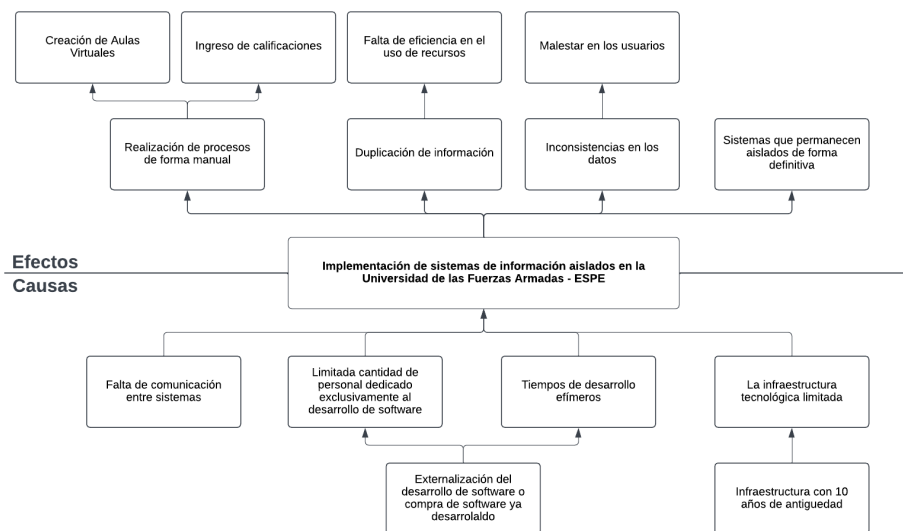 Creación de Aulas
Virtuales
Ingreso de calificaciones
Falta de eficiencia en el
uso de recursos
Malestar en los usuarios
Realización de procesos
de forma manual
Duplicación de información
Inconsistencias en los
datos
Sistemas que permanecen
aislados de forma
definitiva
Efectos
Causas
Implementación de sistemas de información aislados en la
Universidad de las Fuerzas Armadas - ESPE
Falta de comunicación
entre sistemas
Limitada cantidad de
personal dedicado
exclusivamente al
desarrollo de software
Tiempos de desarrollo
efímeros
La infraestructura
tecnológica limitada
Externalización del
desarrollo de software o
compra de software ya
desarrolaldo
Infraestructura con 10
años de antiguedad